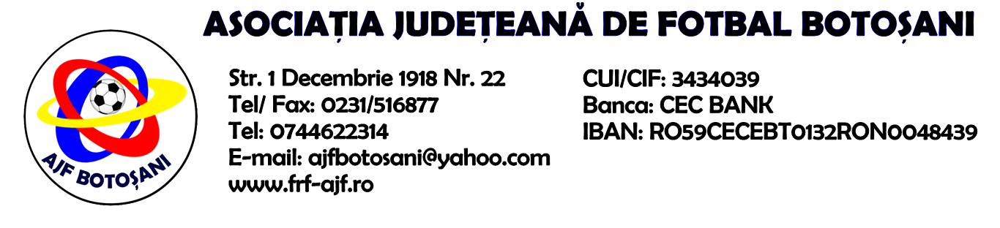 ASOCIAȚIA JUDEȚEANĂ DE FOTBAL BOTOȘANI
Str. 1 Decembrie 1918 Nr. 22
Tel/ Fax: 0231/516877
Tel: 0744622314
E-mail: ajfbotosani@yahoo.com
www.frf-ajf.ro
CUI/CIF: 3434039
Banca: CEC BANK
IBAN: RO59CECEBT0132RON0048439
AJF BOTOȘANI